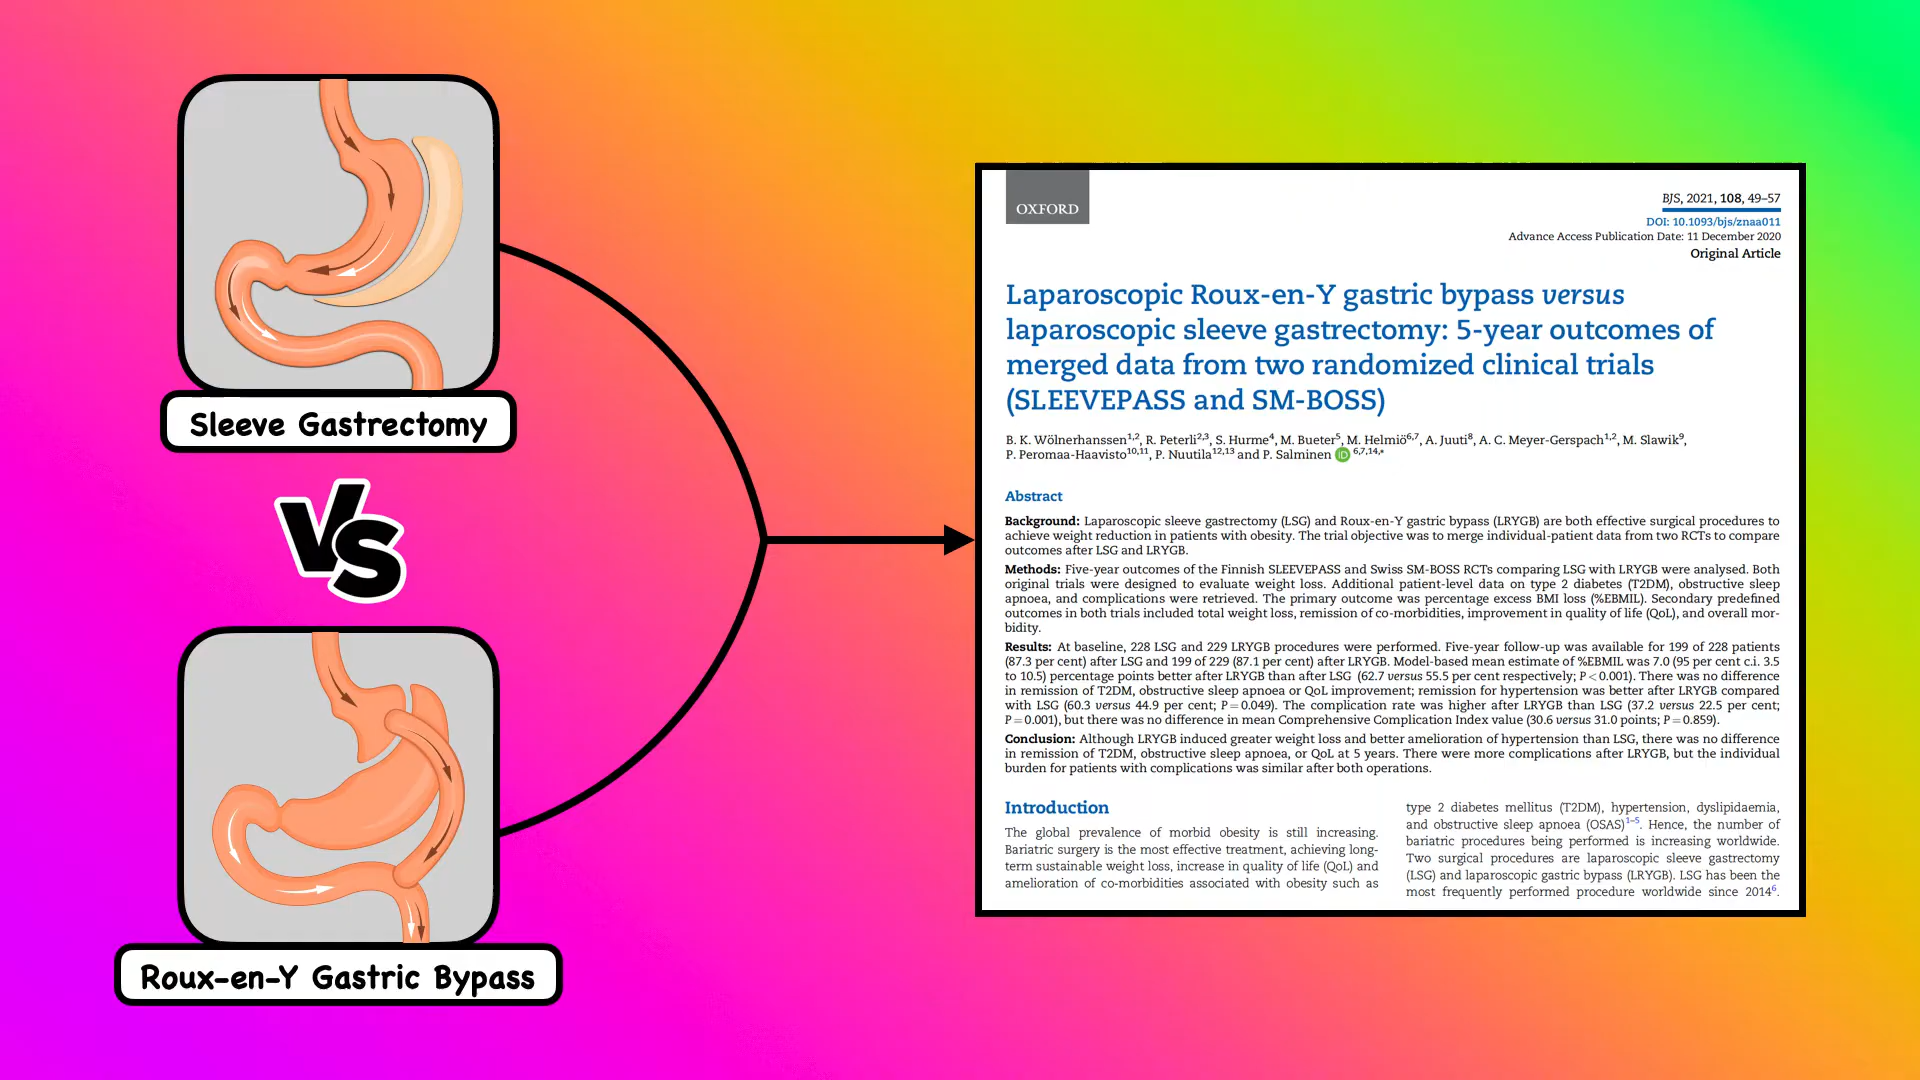 Sleeve Gastrectomy
VS
Roux-en-Y Gastric Bypass
OXFORD
BJS, 2021, 108, 49–57
DOI: 10.1093/bjs/znaa011
Advance Access Publication Date: 11 December 2020
Original Article
Laparoscopic Roux-en-Y gastric bypass versus
laparoscopic sleeve gastrectomy: 5-year outcomes of
merged data from two randomized clinical trials
(SLEEVEPASS and SM-BOSS)
B. K. Wölnerhanssen1,2, R. Peterli2,3, S. Hurme4, M. Bueter5, M. Helmiö6,7, A. Juuti8, A. C. Meyer-Gerspach1,2, M. Slawik9,
P. Peromaa-Haavisto10,11, P. Nuutila12,13 and P. Salminen iD 6,7,14,*
Abstract
Background: Laparoscopic sleeve gastrectomy (LSG) and Roux-en-Y gastric bypass (LRYGB) are both effective surgical procedures to
achieve weight reduction in patients with obesity. The trial objective was to merge individual-patient data from two RCTs to compare
outcomes after LSG and LRYGB.
Methods: Five-year outcomes of the Finnish SLEEVEPASS and Swiss SM-BOSS RCTs comparing LSG with LRYGB were analysed. Both
original trials were designed to evaluate weight loss. Additional patient-level data on type 2 diabetes (T2DM), obstructive sleep
apnoea, and complications were retrieved. The primary outcome was percentage excess BMI loss (%EBMIL). Secondary predefined
outcomes in both trials included total weight loss, remission of co-morbidities, improvement in quality of life (QoL), and overall mor-
bidity.
Results: At baseline, 228 LSG and 229 LRYGB procedures were performed. Five-year follow-up was available for 199 of 228 patients
(87.3 per cent) after LSG and 199 of 229 (87.1 per cent) after LRYGB. Model-based mean estimate of %EBMIL was 7.0 (95 per cent c.i. 3.5
to 10.5) percentage points better after LRYGB than after LSG (62.7 versus 55.5 per cent respectively; P < 0.001). There was no difference
in remission of T2DM, obstructive sleep apnoea or QoL improvement; remission for hypertension was better after LRYGB compared
with LSG (60.3 versus 44.9 per cent; P = 0.049). The complication rate was higher after LRYGB than LSG (37.2 versus 22.5 per cent;
P = 0.001), but there was no difference in mean Comprehensive Complication Index value (30.6 versus 31.0 points; P = 0.859).
Conclusion: Although LRYGB induced greater weight loss and better amelioration of hypertension than LSG, there was no difference
in remission of T2DM, obstructive sleep apnoea, or QoL at 5 years. There were more complications after LRYGB, but the individual
burden for patients with complications was similar after both operations.
Introduction
The global prevalence of morbid obesity is still increasing.
Bariatric surgery is the most effective treatment, achieving long-
term sustainable weight loss, increase in quality of life (QoL) and
amelioration of co-morbidities associated with obesity such as
type 2 diabetes mellitus (T2DM), hypertension, dyslipidaemia,
and obstructive sleep apnoea (OSAS)1–5. Hence, the number of
bariatric procedures being performed is increasing worldwide.
Two surgical procedures are laparoscopic sleeve gastrectomy
(LSG) and laparoscopic gastric bypass (LRYGB). LSG has been the
most frequently performed procedure worldwide since 20146.